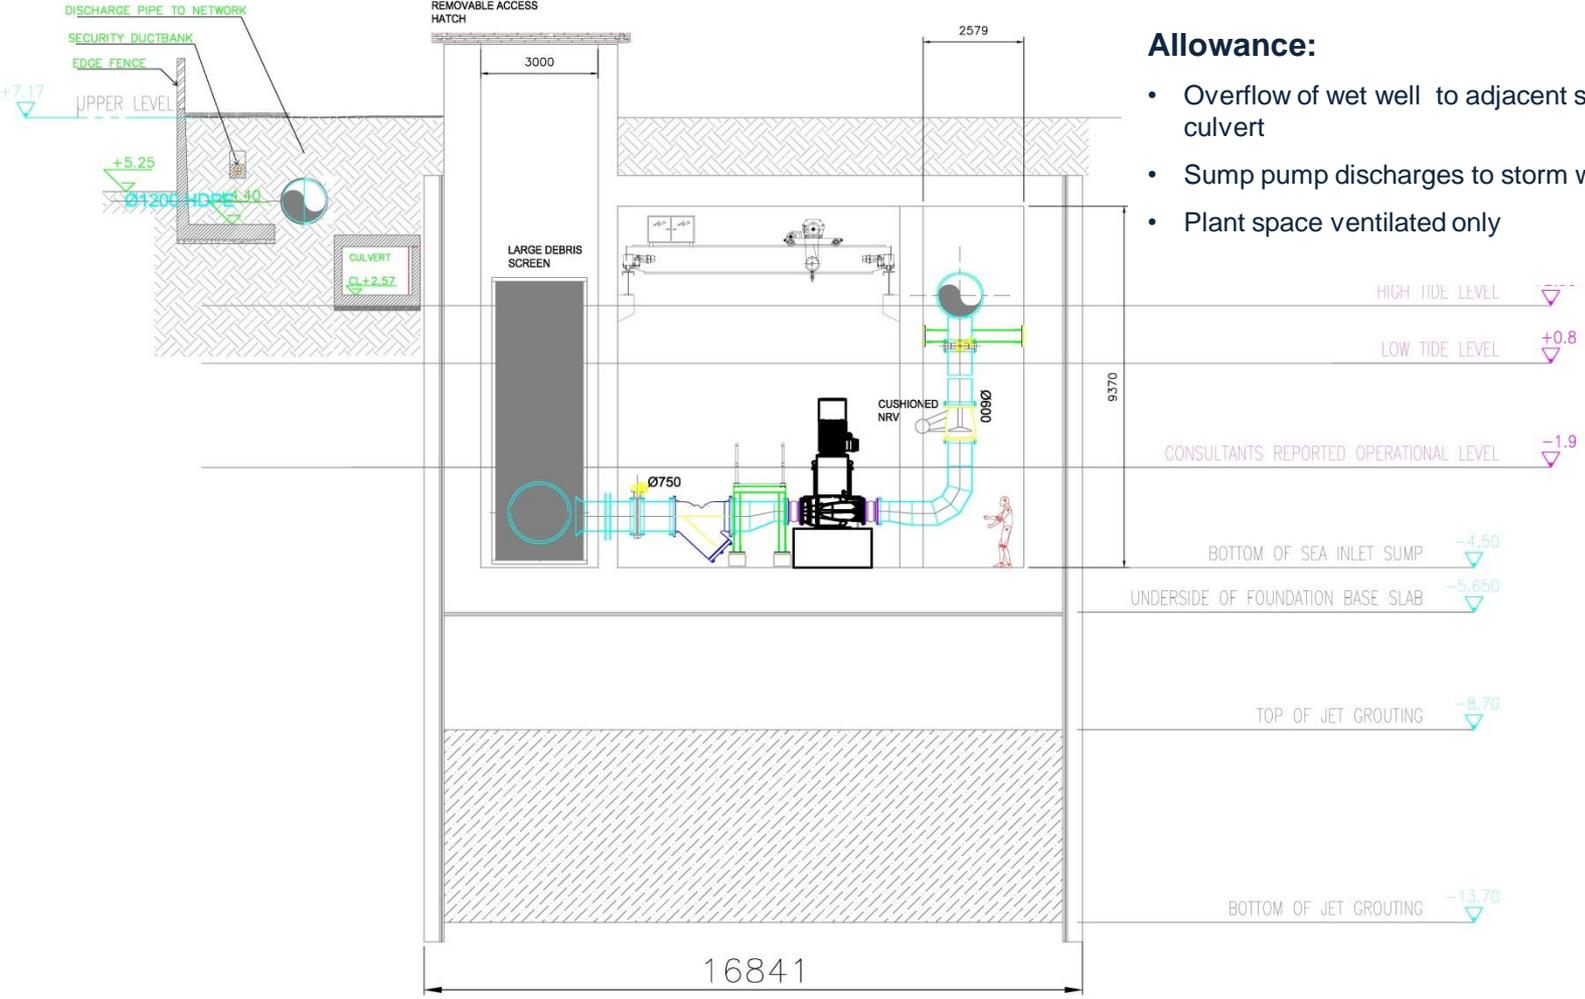 DISCHARGE PIPE TO NETWORK
SECURITY DUCTBANK
EDGE FENCE
+7.17
UPPER LEVEL
+5.25
Ø1200 HDPE
4.40
CULVERT
CL+2.57
REMOVABLE ACCESS
HATCH
3000
2579
LARGE DEBRIS
SCREEN
Ø750
CUSHIONED
NRV
Ø600
9370
16841
Allowance:
• Overflow of wet well to adjacent
culvert
• Sump pump discharges to storm
• Plant space ventilated only
HIGH TIDE LEVEL
LOW TIDE LEVEL +0.8
CONSULTANTS REPORTED OPERATIONAL LEVEL -1.9
BOTTOM OF SEA INLET SUMP -4.50
UNDERSIDE OF FOUNDATION BASE SLAB -5.650
TOP OF JET GROUTING -8.70
BOTTOM OF JET GROUTING -13.70